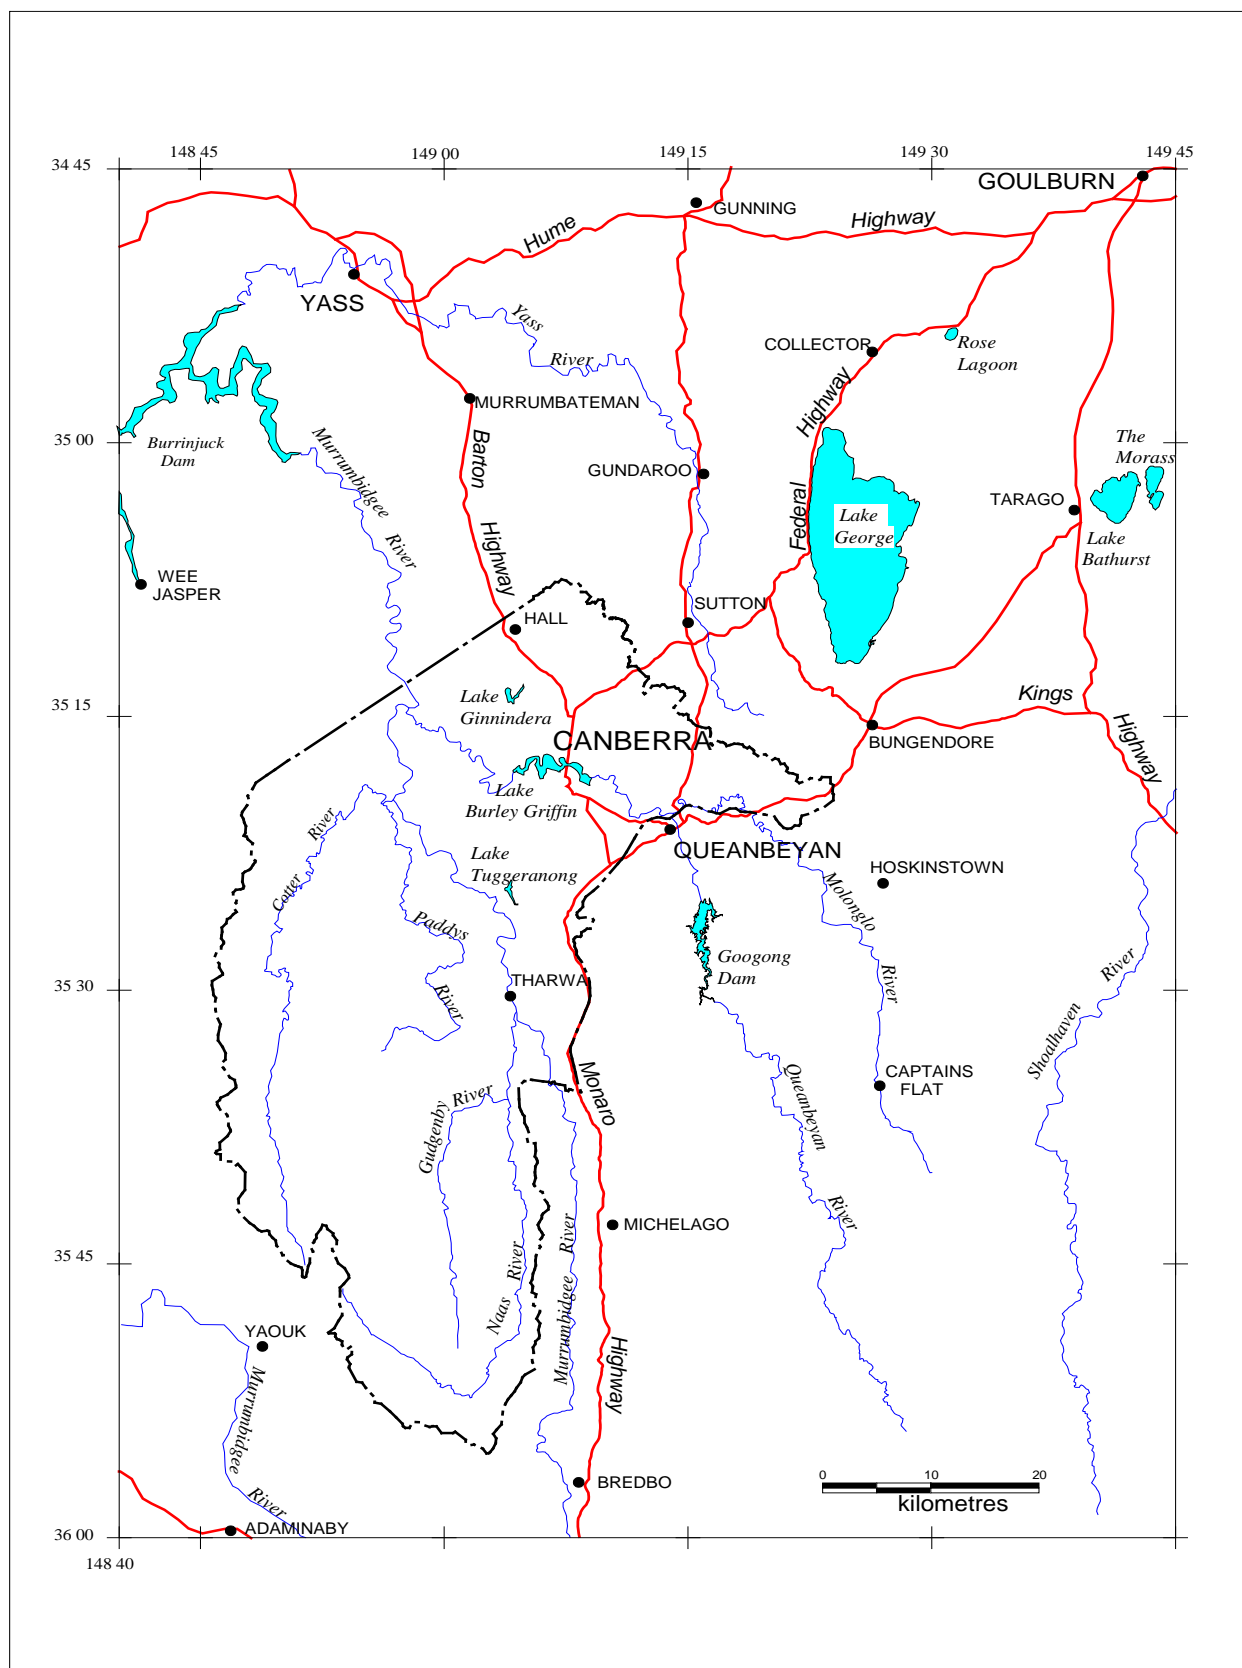 148 45
149 00
149 15
149 30
149 45
34 45
GOULBURN
GUNNING
Hume
Highway
YASS
Yass
River
COLLECTOR
Rose
Lagoon
MURRUMBATEMAN
Highway
35 00
Burrinjuck
Dam
Murrumbidgee
River
Barton
Highway
GUNDAROO
The
Morass
TARAGO
Federal
Lake
George
Lake
Bathurst
WEE
JASPER
HALL
SUTTON
35 15
Lake
Ginnindera
Kings
Highway
CANBERRA
BUNGENDORE
Lake
Burley Griffin
Cotter
River
QUEANBEYAN
Lake
Tuggeranong
HOSKINSTOWN
Molonglo
River
Paddys
River
Googong
Dam
Shoalhaven
River
35 30
THARWA
Monaro
Highway
Queanbeyan
River
CAPTAINS
FLAT
Gudgenby
River
MICHELAGO
35 45
Naas
River
Murrumbidgee
River
YAOUK
Murrumbidgee
River
BREDBO
0
10
20
kilometres
ADAMINABY
36 00
148 40